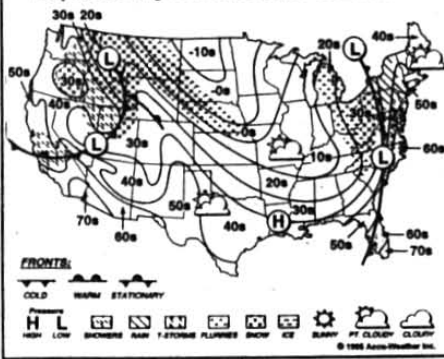 30s 20s
-10s
20s
40s
L
L
50s
30s
-0s
50s
40s
-0s
30s
60s
L
30s
10s
L
40s
20s
50s
30s
70s
60s
40s
H
50s
60s
70s
FRONTS:
COLD WARM STATIONARY
Pressure
H L
HIGH LOW SHOWERS RAIN T-STORMS FLURRIES SNOW ICE SUNNY PT. CLOUDY CLOUDY
Accu-Weather Inc.